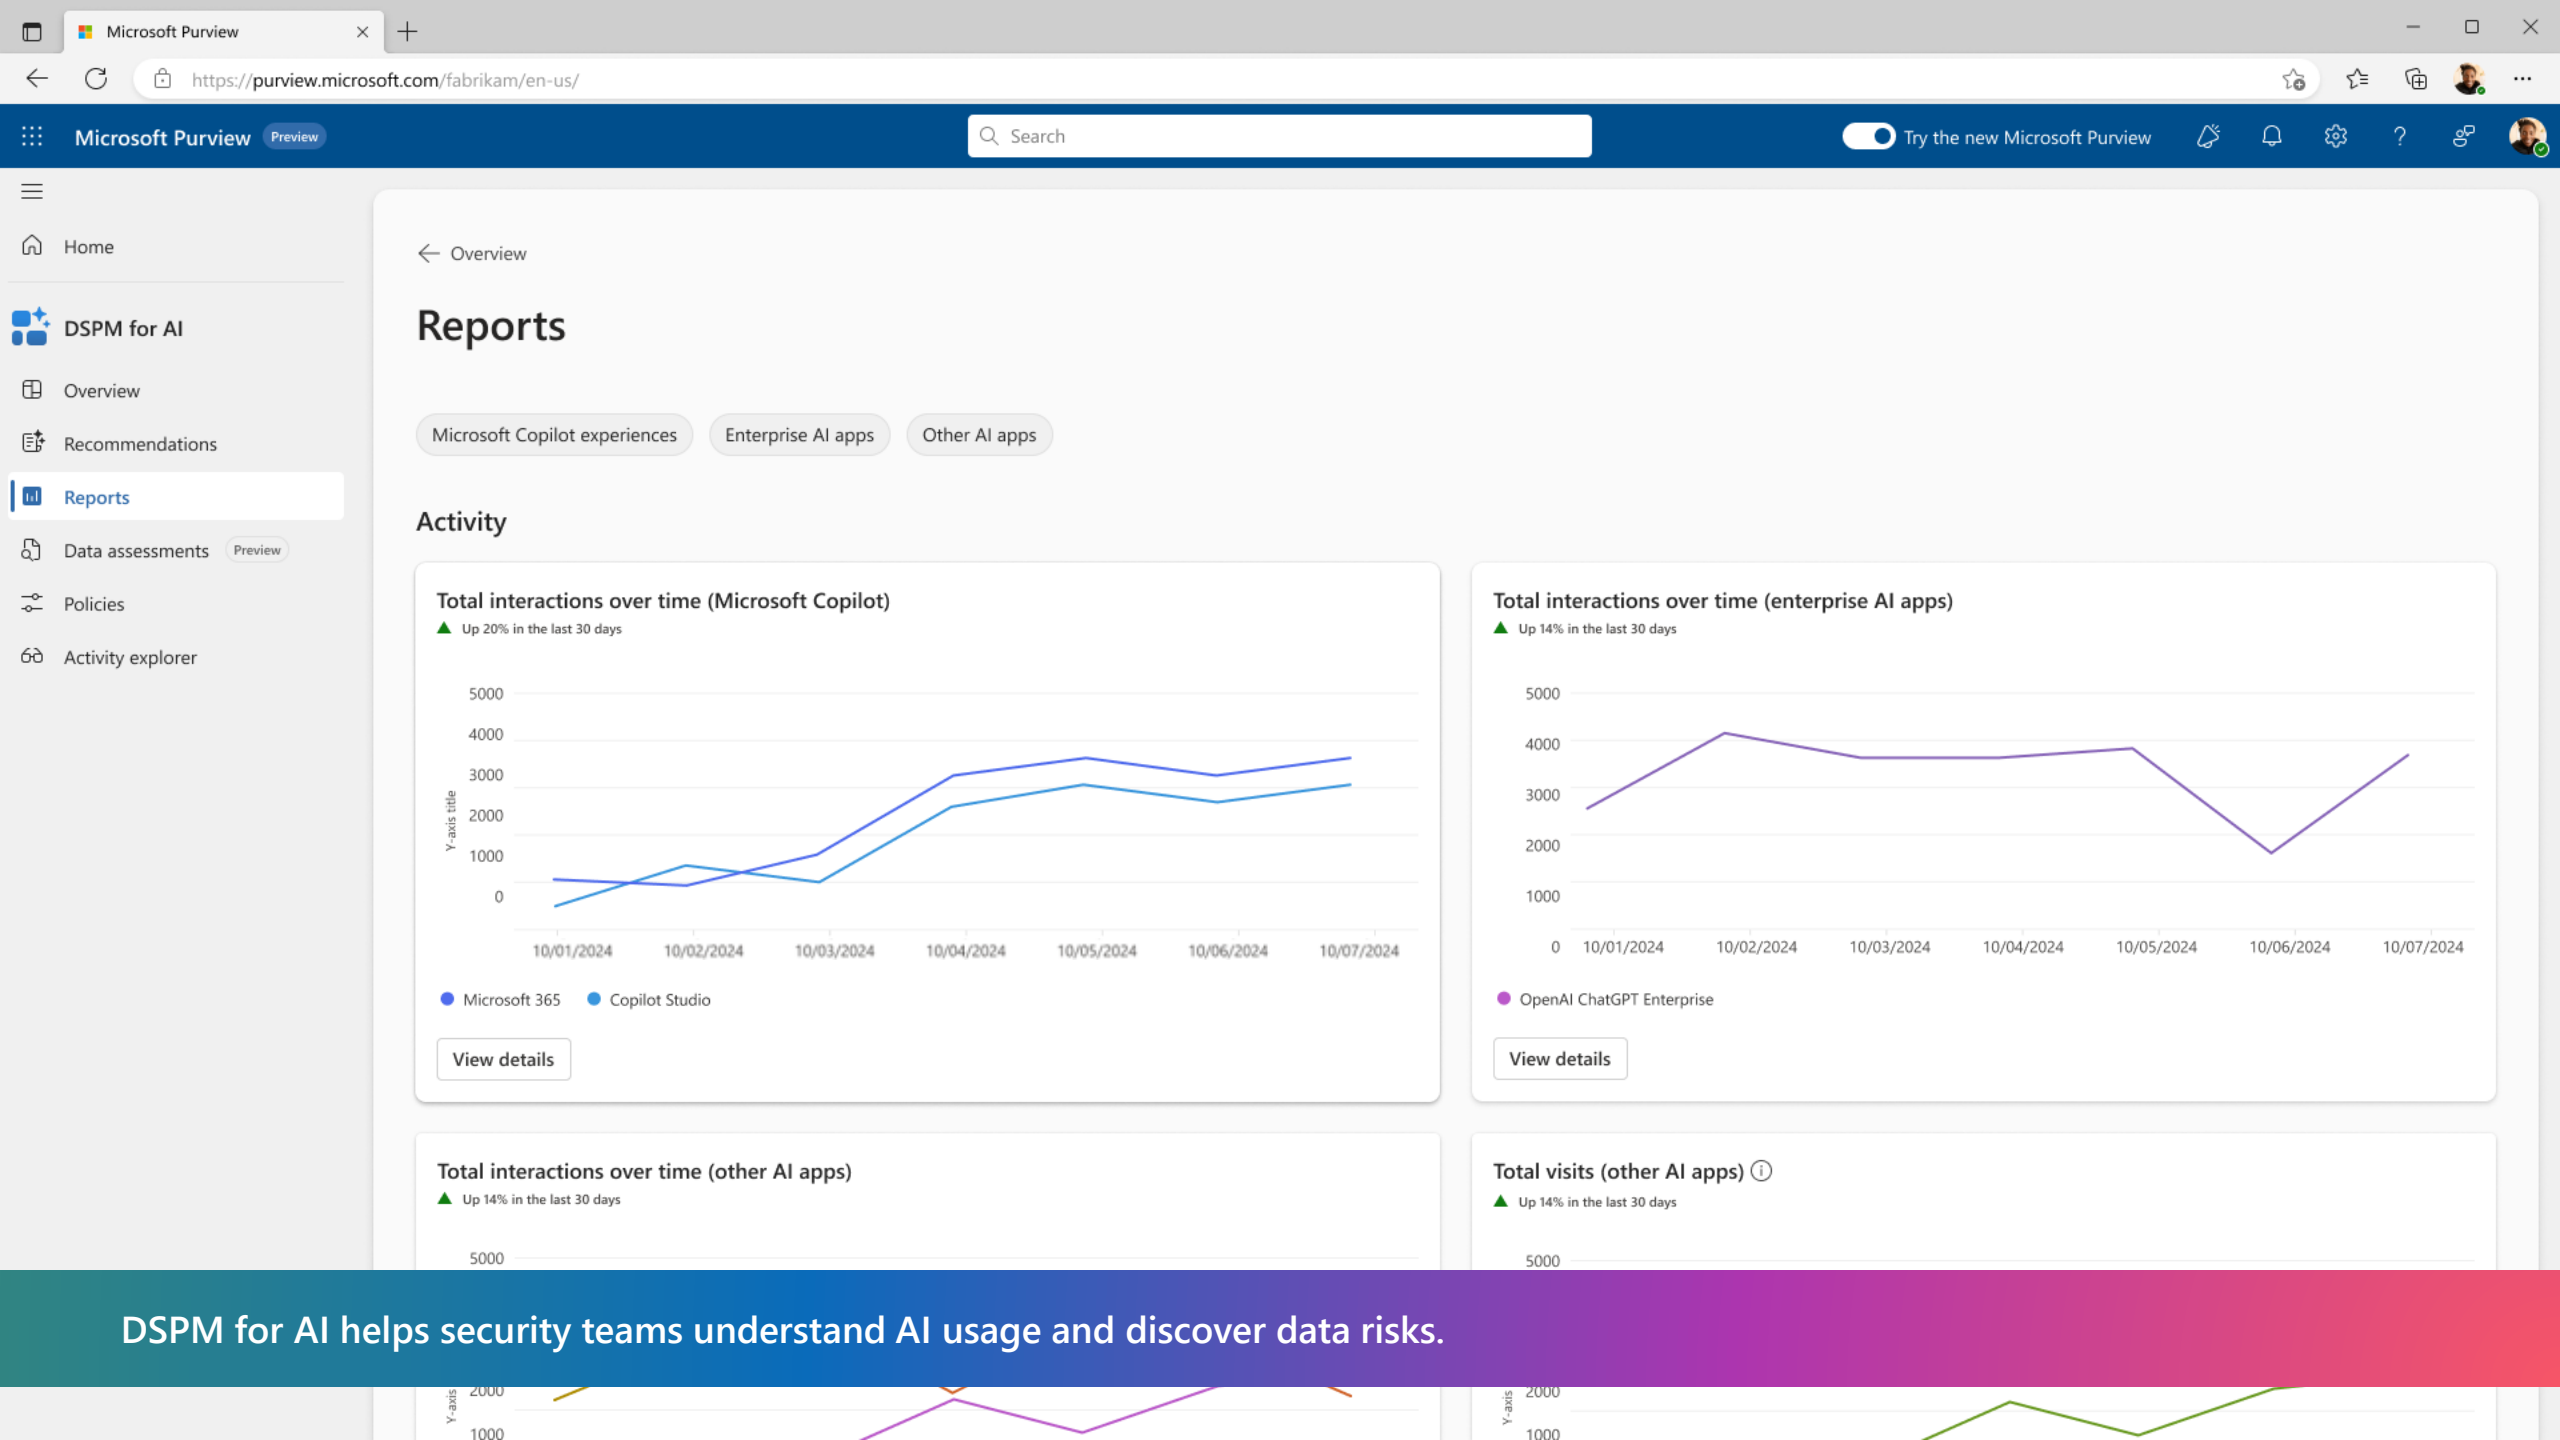 Microsoft Purview
https://purview.microsoft.com/fabrikam/en-us/
Microsoft Purview Preview
Search
Try the new Microsoft Purview
Home
DSPM for AI
Overview
Recommendations
Reports
Data assessments Preview
Policies
Activity explorer
Overview
Reports
Microsoft Copilot experiences
Enterprise AI apps
Other AI apps
Activity
Total interactions over time (Microsoft Copilot)
Up 20% in the last 30 days
5000
4000
3000
2000
1000
0
Y-axis title
10/01/2024 10/02/2024 10/03/2024 10/04/2024 10/05/2024 10/06/2024 10/07/2024
Microsoft 365 Copilot Studio
View details
Total interactions over time (enterprise AI apps)
Up 14% in the last 30 days
5000
4000
3000
2000
1000
0
10/01/2024 10/02/2024 10/03/2024 10/04/2024 10/05/2024 10/06/2024 10/07/2024
OpenAI ChatGPT Enterprise
View details
Total interactions over time (other AI apps)
Up 14% in the last 30 days
5000
2000
1000
Y-axis
Total visits (other AI apps)
Up 14% in the last 30 days
5000
2000
1000
Y-axis
DSPM for AI helps security teams understand AI usage and discover data risks.